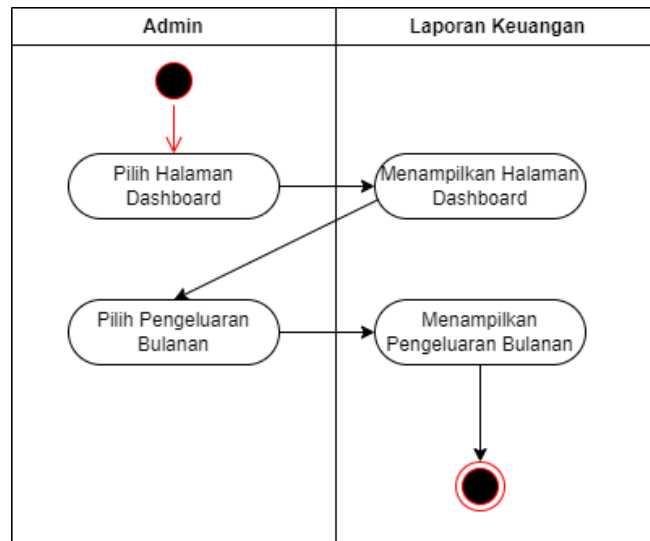 Admin
Laporan Keuangan
Pilih Halaman
Dashboard
Menampilkan Halaman
Dashboard
Pilih Pengeluaran
Bulanan
Menampilkan
Pengeluaran Bulanan